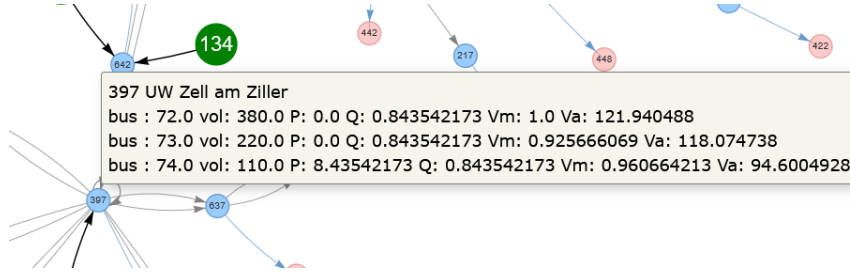 134
442
217
448
422
642
397 UW Zell am Ziller
bus : 72.0 vol: 380.0 P: 0.0 Q: 0.843542173 Vm: 1.0 Va: 121.940488
bus : 73.0 vol: 220.0 P: 0.0 Q: 0.843542173 Vm: 0.925666069 Va: 118.074738
bus : 74.0 vol: 110.0 P: 8.43542173 Q: 0.843542173 Vm: 0.960664213 Va: 94.6004928
397
637